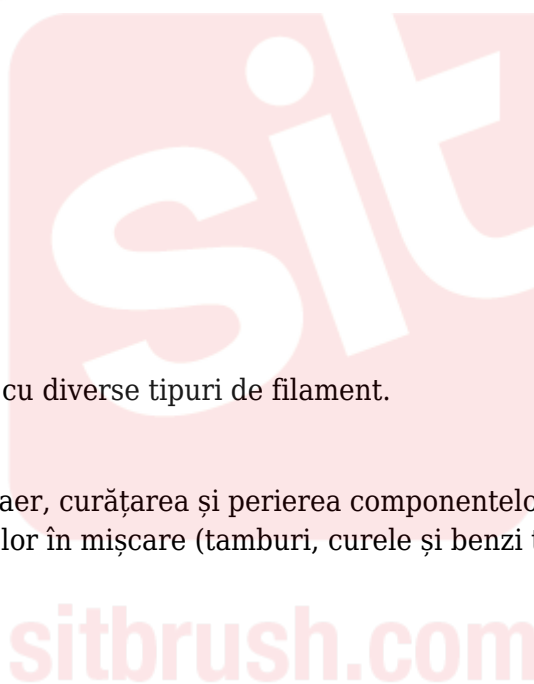 sit
cu diverse tipuri de filament.
aer, curățarea și perierea componentelo
lor în mișcare (tamburi, curele și benzi t
sitbrush.com